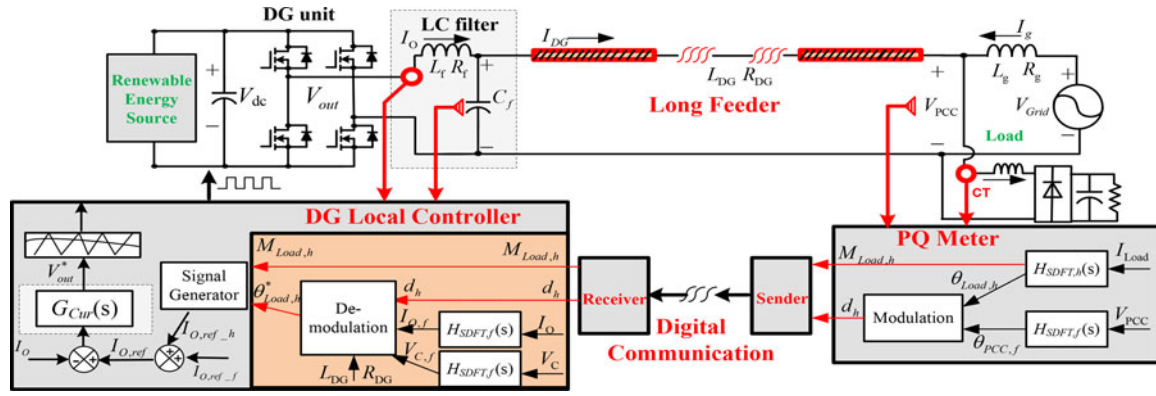 DG unit
LC filter
Renewable
Energy
Source
+
V_dc
−
V_out
I_O
L_f R_f
+
C_f
−
I_DG
L_DG R_DG
Long Feeder
+
V_PCC
−
I_g
L_g R_g
+
V_Grid
−
Load
CT
DG Local Controller
V*_out
G_Cur(s)
I_O
-
+
I_O,ref
+
+
I_O,ref_h
I_O,ref_f
Signal
Generator
M_Load,h
θ*_Load,h
De-
modulation
M_Load,h
d_h
d_h
I_O,f
H_SDFT,f(s)
I_O
V_C,f
H_SDFT,f(s)
V_C
L_DG R_DG
Receiver
Digital
Communication
Sender
PQ Meter
M_Load,h
H_SDFT,h(s)
I_Load
θ_Load,h
d_h
Modulation
H_SDFT,f(s)
V_PCC
θ_PCC,f